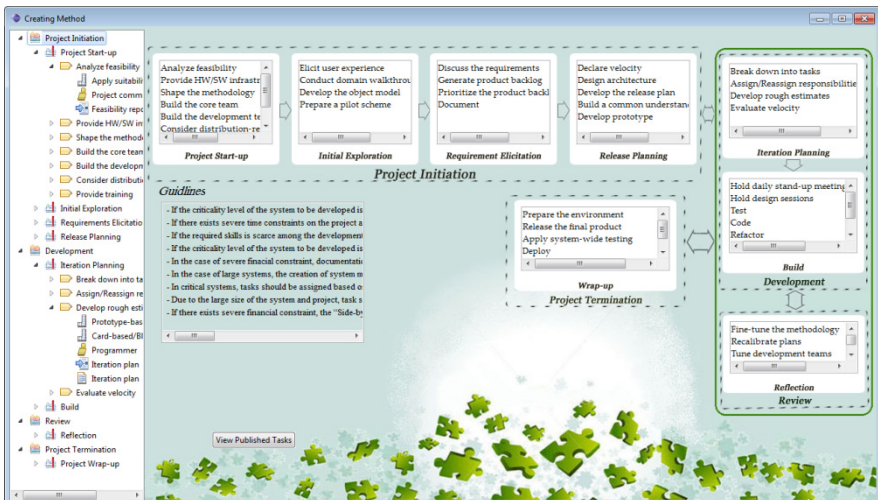 Creating Method
Project Initiation
Project Start-up
Analyze feasibility
Apply suitabili
Project comm
Feasibility repo
Provide HW/SW in
Shape the method
Build the core tean
Build the developn
Consider distributi
Provide training
Initial Exploration
Requirements Elicitatio
Release Planning
Development
Iteration Planning
Break down into ta
Assign/Reassign re
Develop rough esti
Prototype-bas
Card-based/Bl
Programmer
Iteration plan
Iteration plan
Evaluate velocity
Build
Review
Reflection
Project Termination
Project Wrap-up
Analyze feasibility
Provide HW/SW infrastr
Shape the methodology
Build the core team
Build the development te
Consider distribution-re
Project Start-up
Elicit user experience
Conduct domain walkthrou
Develop the object model
Prepare a pilot scheme
Initial Exploration
Discuss the requirements
Generate product backlog
Prioritize the product backl
Document
Requirement Elicitation
Declare velocity
Design architecture
Develop the release plan
Build a common understan
Develop prototype
Release Planning
Project Initiation
Break down into tasks
Assign/Reassign responsibilitie
Develop rough estimates
Evaluate velocity
Iteration Planning
Hold daily stand-up meeting
Hold design sessions
Test
Code
Refactor
Build
Development
Fine-tune the methodology
Recalibrate plans
Tune development teams
Reflection
Review
Prepare the environment
Release the final product
Apply system-wide testing
Deploy
Wrap-up
Project Termination
Guidlines
- If the criticality level of the system to be developed is
- If there exists severe time constraints on the project a
- If the required skills is scarce among the development
- If the criticality level of the system to be developed is
- In the case of severe finacial constraint, documentatio
- In the case of large systems, the creation of system m
- In critical systems, tasks should be assigned based o
- Due to the large size of the system and project, task s
- If there exists severe financial constraint, the "Side-by
View Published Tasks